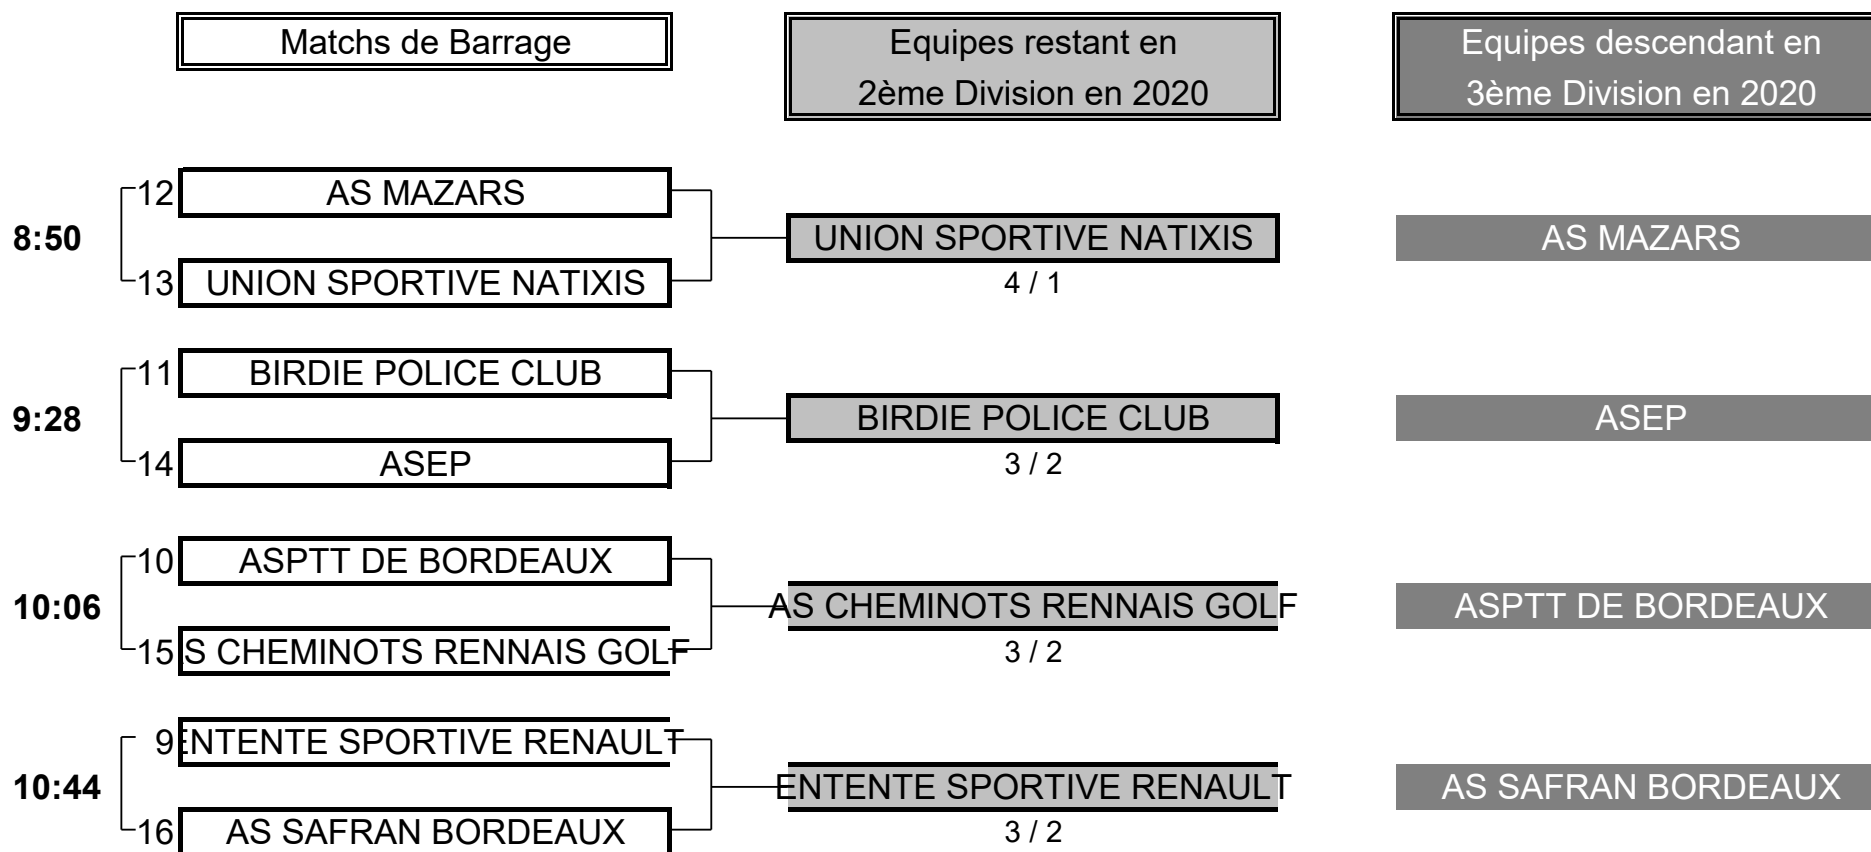 Matchs de Barrage
Equipes restant en
2ème Division en 2020
Equipes descendant en
3ème Division en 2020
8:50
12 AS MAZARS
13 UNION SPORTIVE NATIXIS
UNION SPORTIVE NATIXIS
4 / 1
AS MAZARS
9:28
11 BIRDIE POLICE CLUB
14 ASEP
BIRDIE POLICE CLUB
3 / 2
ASEP
10:06
10 ASPTT DE BORDEAUX
15 S CHEMINOTS RENNAIS GOLF
AS CHEMINOTS RENNAIS GOLF
3 / 2
ASPTT DE BORDEAUX
10:44
9 ENTENTE SPORTIVE RENAULT
16 AS SAFRAN BORDEAUX
ENTENTE SPORTIVE RENAULT
3 / 2
AS SAFRAN BORDEAUX